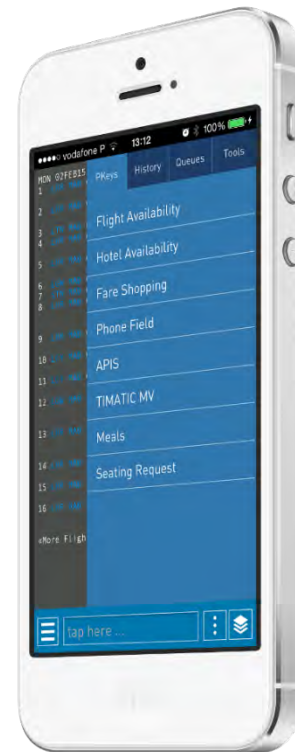 vodafone P 13:12 100%
MON 02FEB15
PKeys History Queues Tools
1
2
3
4
5
6
7
8
9
10
11
12
13
14
15
16
Flight Availability
Hotel Availability
Fare Shopping
Phone Field
APIS
TIMATIC MV
Meals
Seating Request
«More Fligh
tap here ...